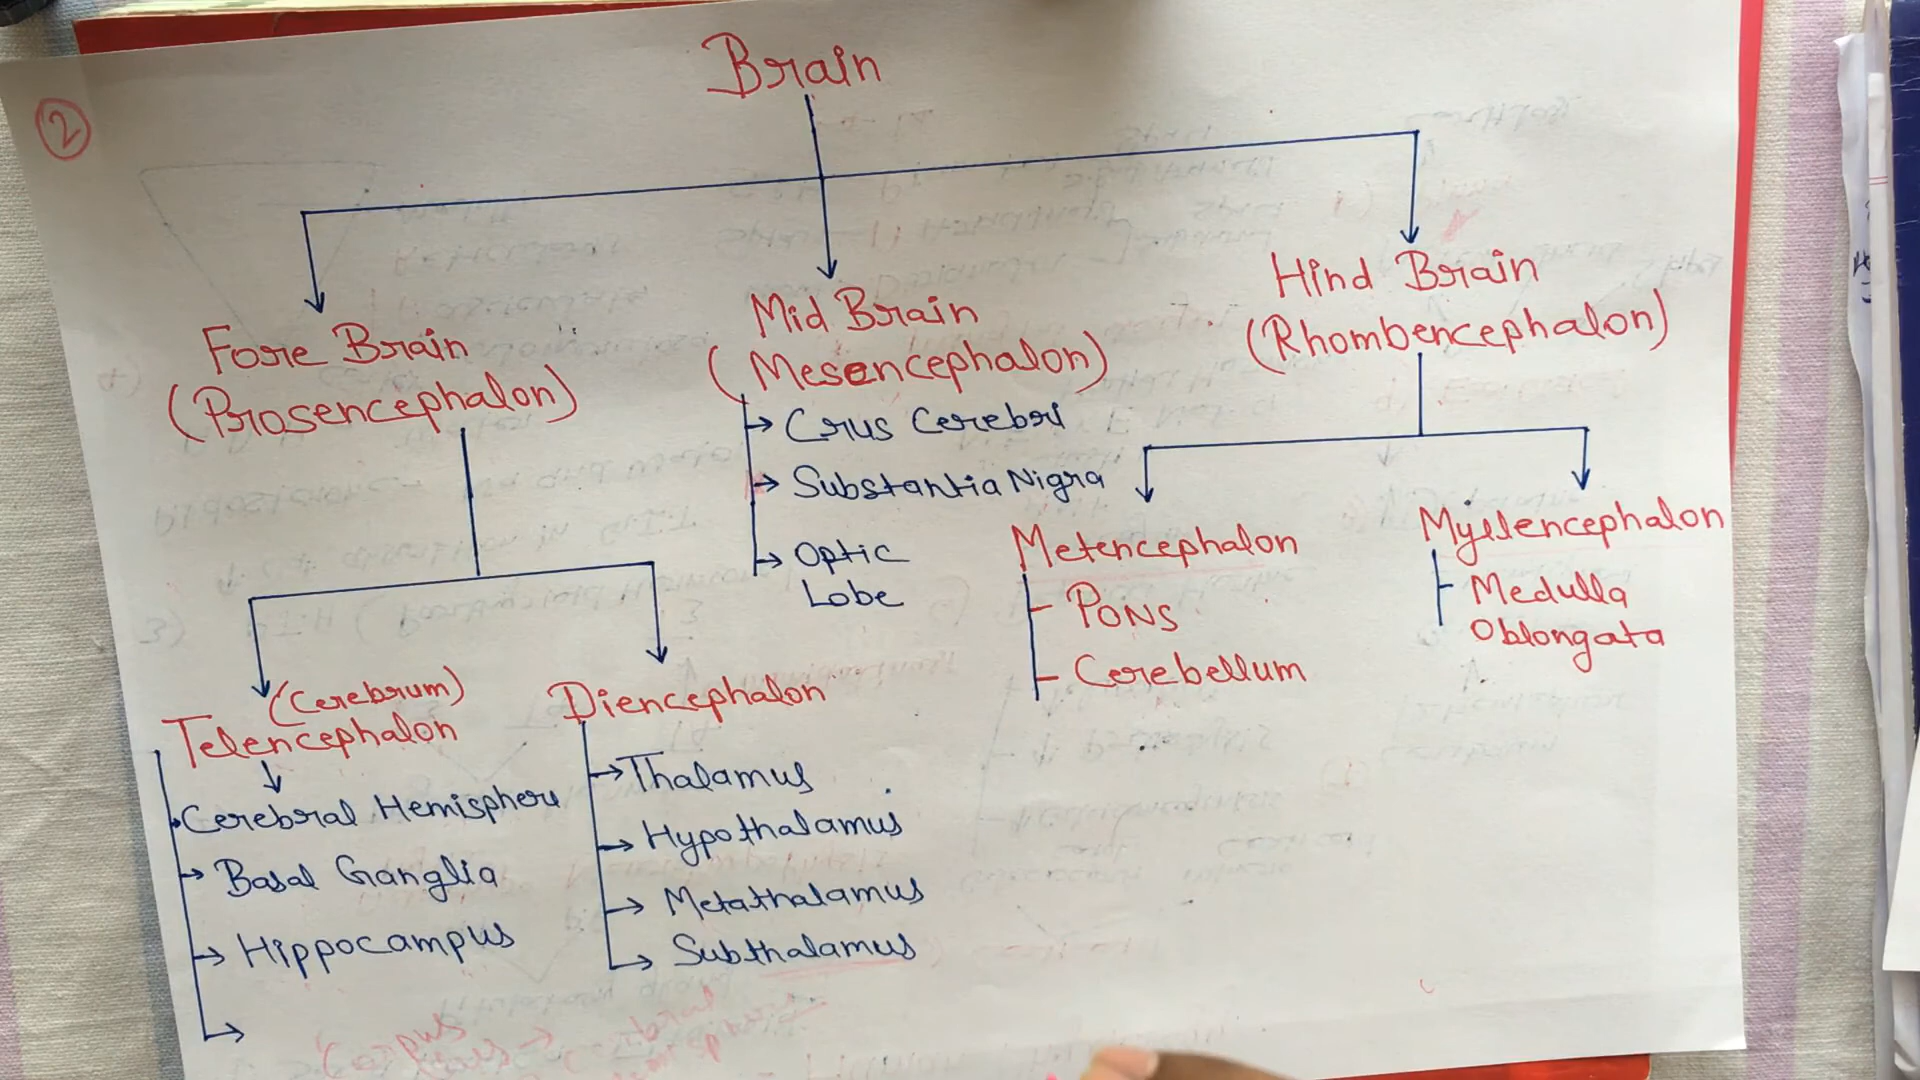 2
Brain
Fore Brain
(Prosencephalon)
Mid Brain
(Mesencephalon)
Crus Cerebri
Substantia Nigra
Optic
Lobe
Hind Brain
(Rhombencephalon)
Metencephalon
PONS
Cerebellum
Myelencephalon
Medulla
Oblongata
(Cerebrum)
Telencephalon
Cerebral Hemisphere
Basal Ganglia
Hippocampus
Diencephalon
Thalamus
Hypothalamus
Metathalamus
Subthalamus
Corpus